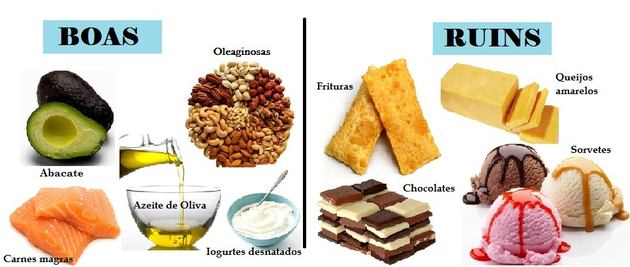 BOAS
Oleaginosas
Abacate
Azeite de Oliva
Carnes magras
Iogurtes desnatados
RUINS
Frituras
Queijos
amarelos
Chocolates
Sorvetes